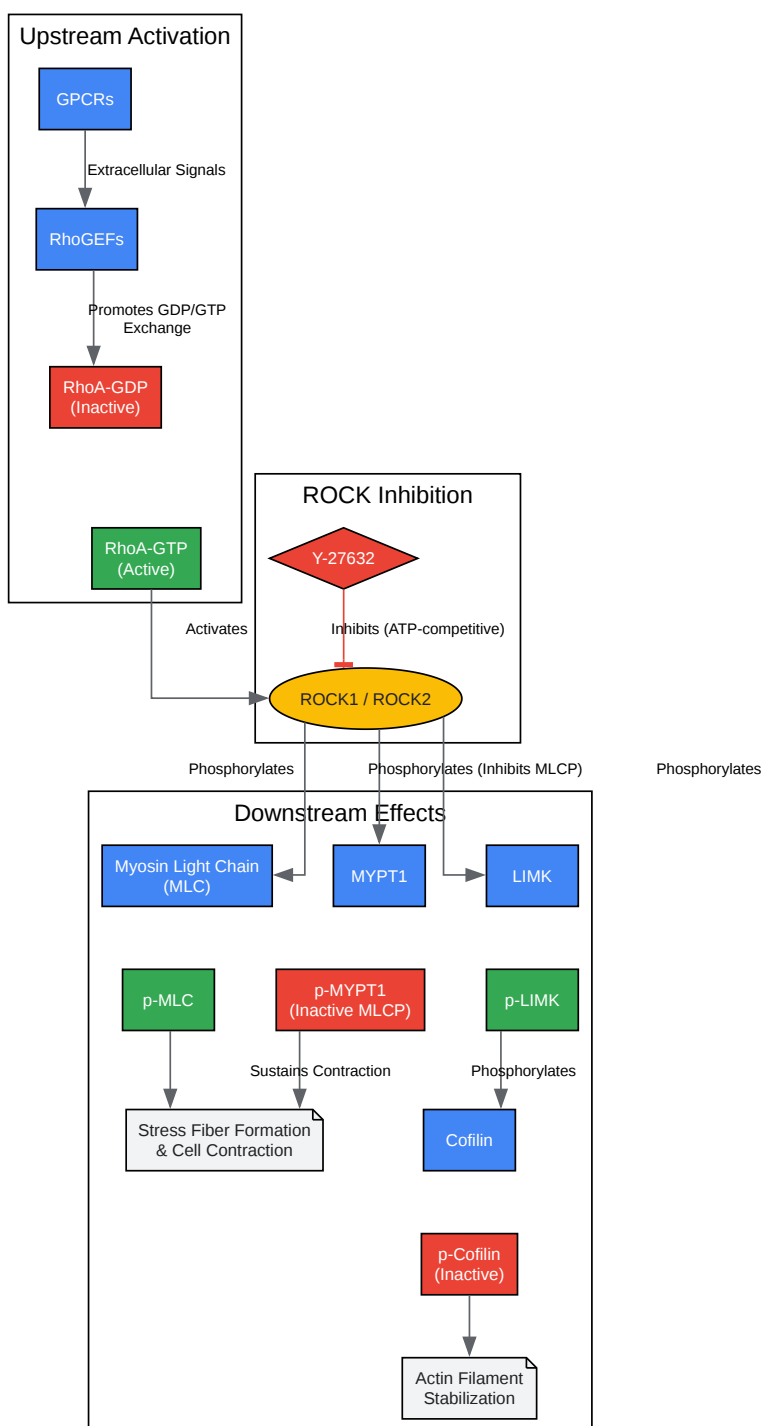 Upstream Activation
GPCRs
Extracellular Signals
RhoGEFs
Promotes GDP/GTP
Exchange
RhoA-GDP
(Inactive)
RhoA-GTP
(Active)
ROCK Inhibition
Y-27632
Activates
Inhibits (ATP-competitive)
ROCK1 / ROCK2
Phosphorylates
Phosphorylates (Inhibits MLCP)
Phosphorylates
Downstream Effects
Myosin Light Chain
(MLC)
MYPT1
LIMK
p-MLC
p-MYPT1
(Inactive MLCP)
p-LIMK
Sustains Contraction
Phosphorylates
Stress Fiber Formation
& Cell Contraction
Cofilin
p-Cofilin
(Inactive)
Actin Filament
Stabilization